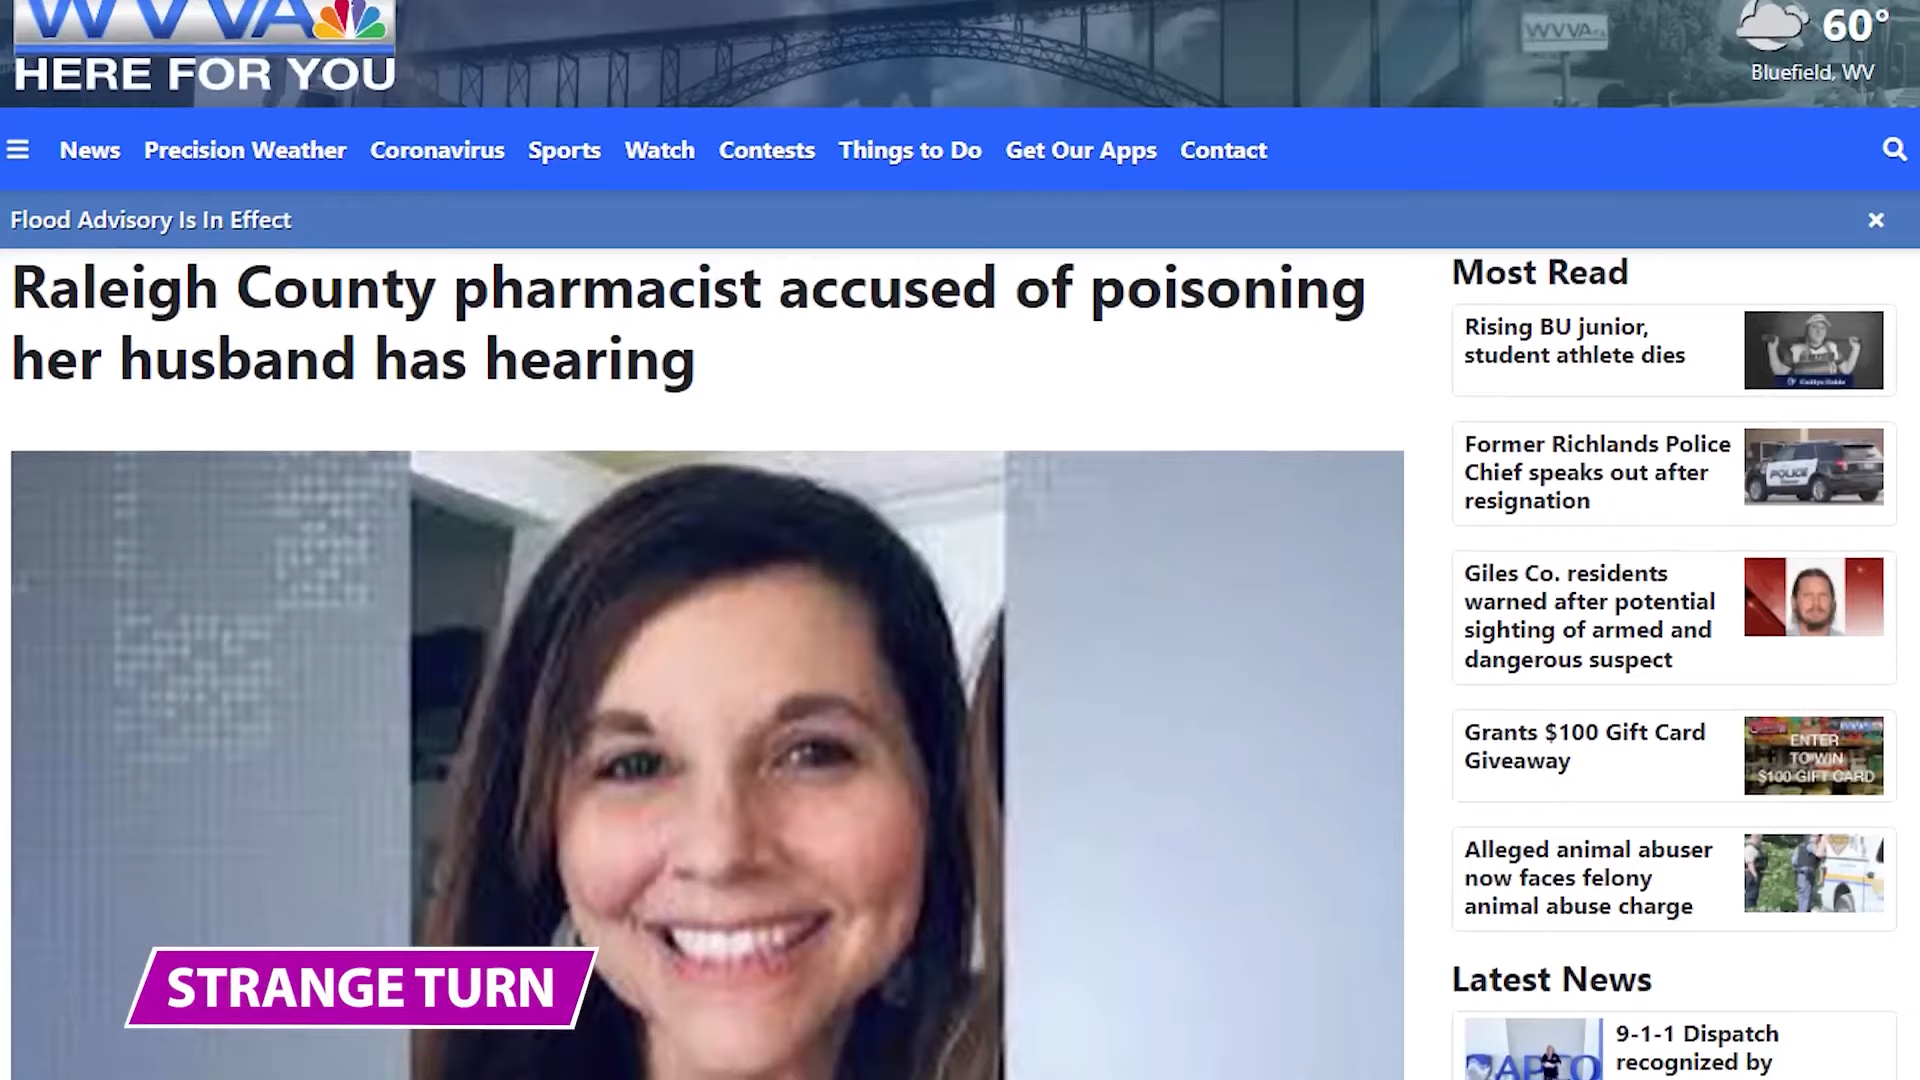 WVVA
HERE FOR YOU
WVVA
60°
Bluefield, WV
News Precision Weather Coronavirus Sports Watch Contests Things to Do Get Our Apps Contact
Flood Advisory Is In Effect
Raleigh County pharmacist accused of poisoning
her husband has hearing
STRANGE TURN
Most Read
Rising BU junior,
student athlete dies
Former Richlands Police
Chief speaks out after
resignation
POLICE
Giles Co. residents
warned after potential
sighting of armed and
dangerous suspect
Grants $100 Gift Card
Giveaway
ENTER
TO WIN
$100 GIFT CARD
Alleged animal abuser
now faces felony
animal abuse charge
Latest News
9-1-1 Dispatch
recognized by